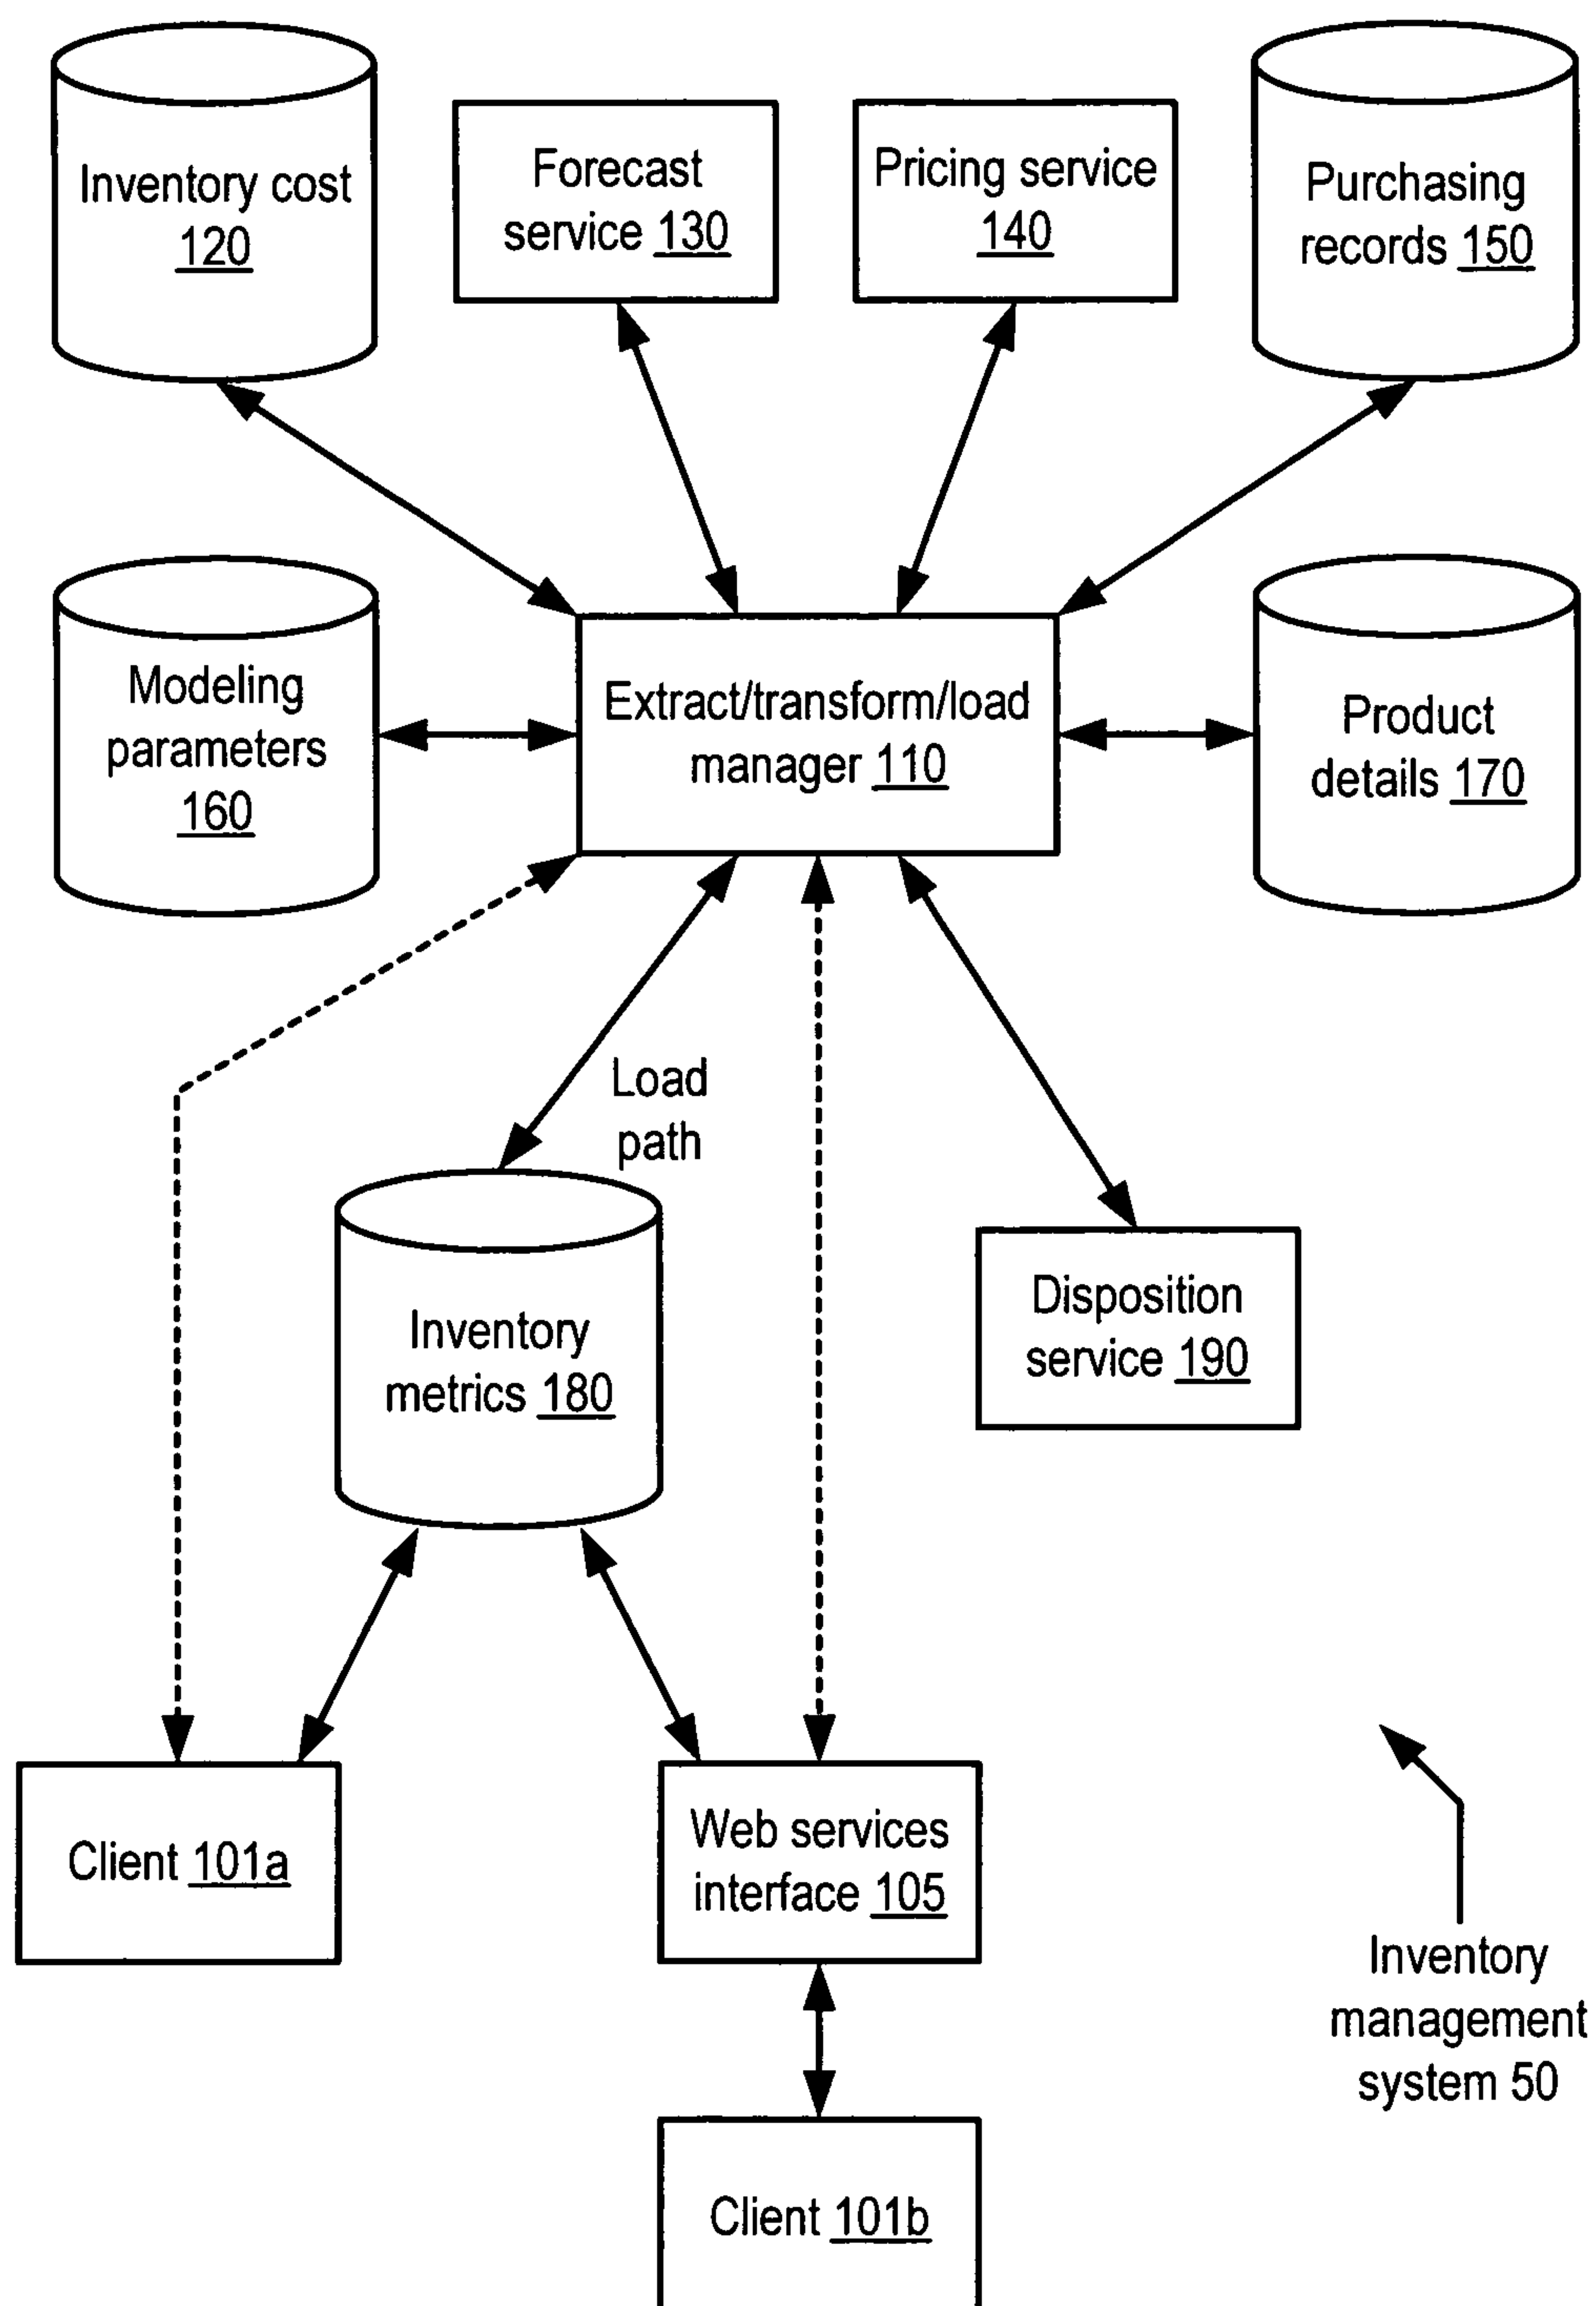 Inventory cost
120
Forecast
service 130
Pricing service
140
Purchasing
records 150
Modeling
parameters
160
Extract/transform/load
manager 110
Product
details 170
Load
path
Inventory
metrics 180
Disposition
service 190
Client 101a
Web services
interface 105
Inventory
management
system 50
Client 101b